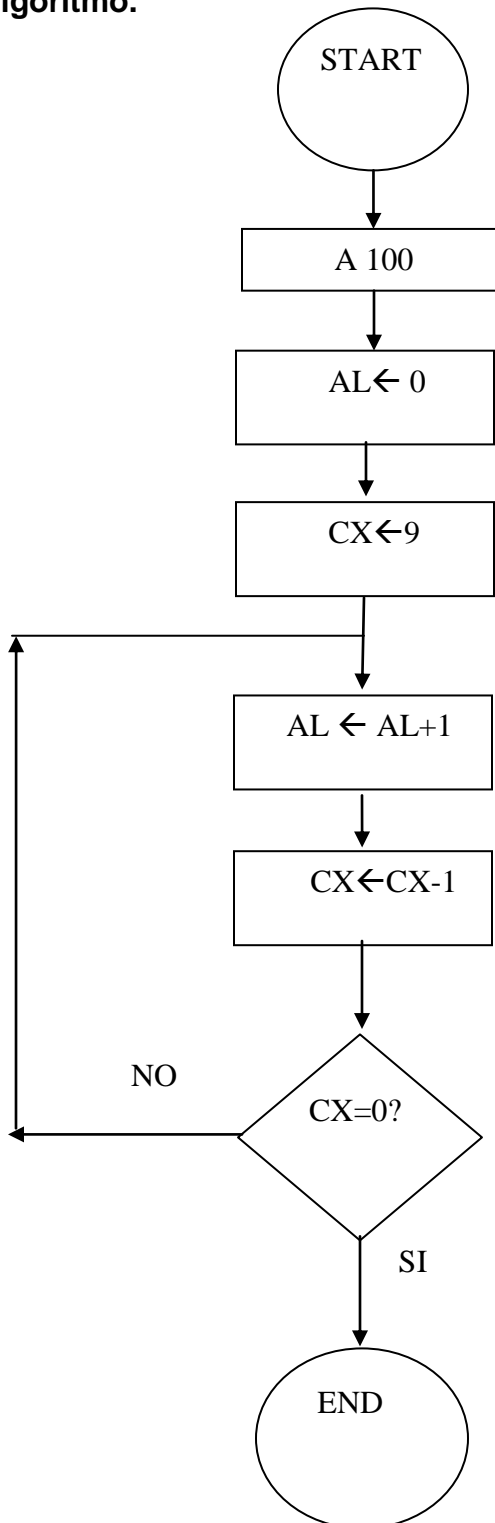 lgoritmo.
START
A 100
AL← 0
CX←9
AL ← AL+1
CX←CX-1
CX=0?
NO
SI
END